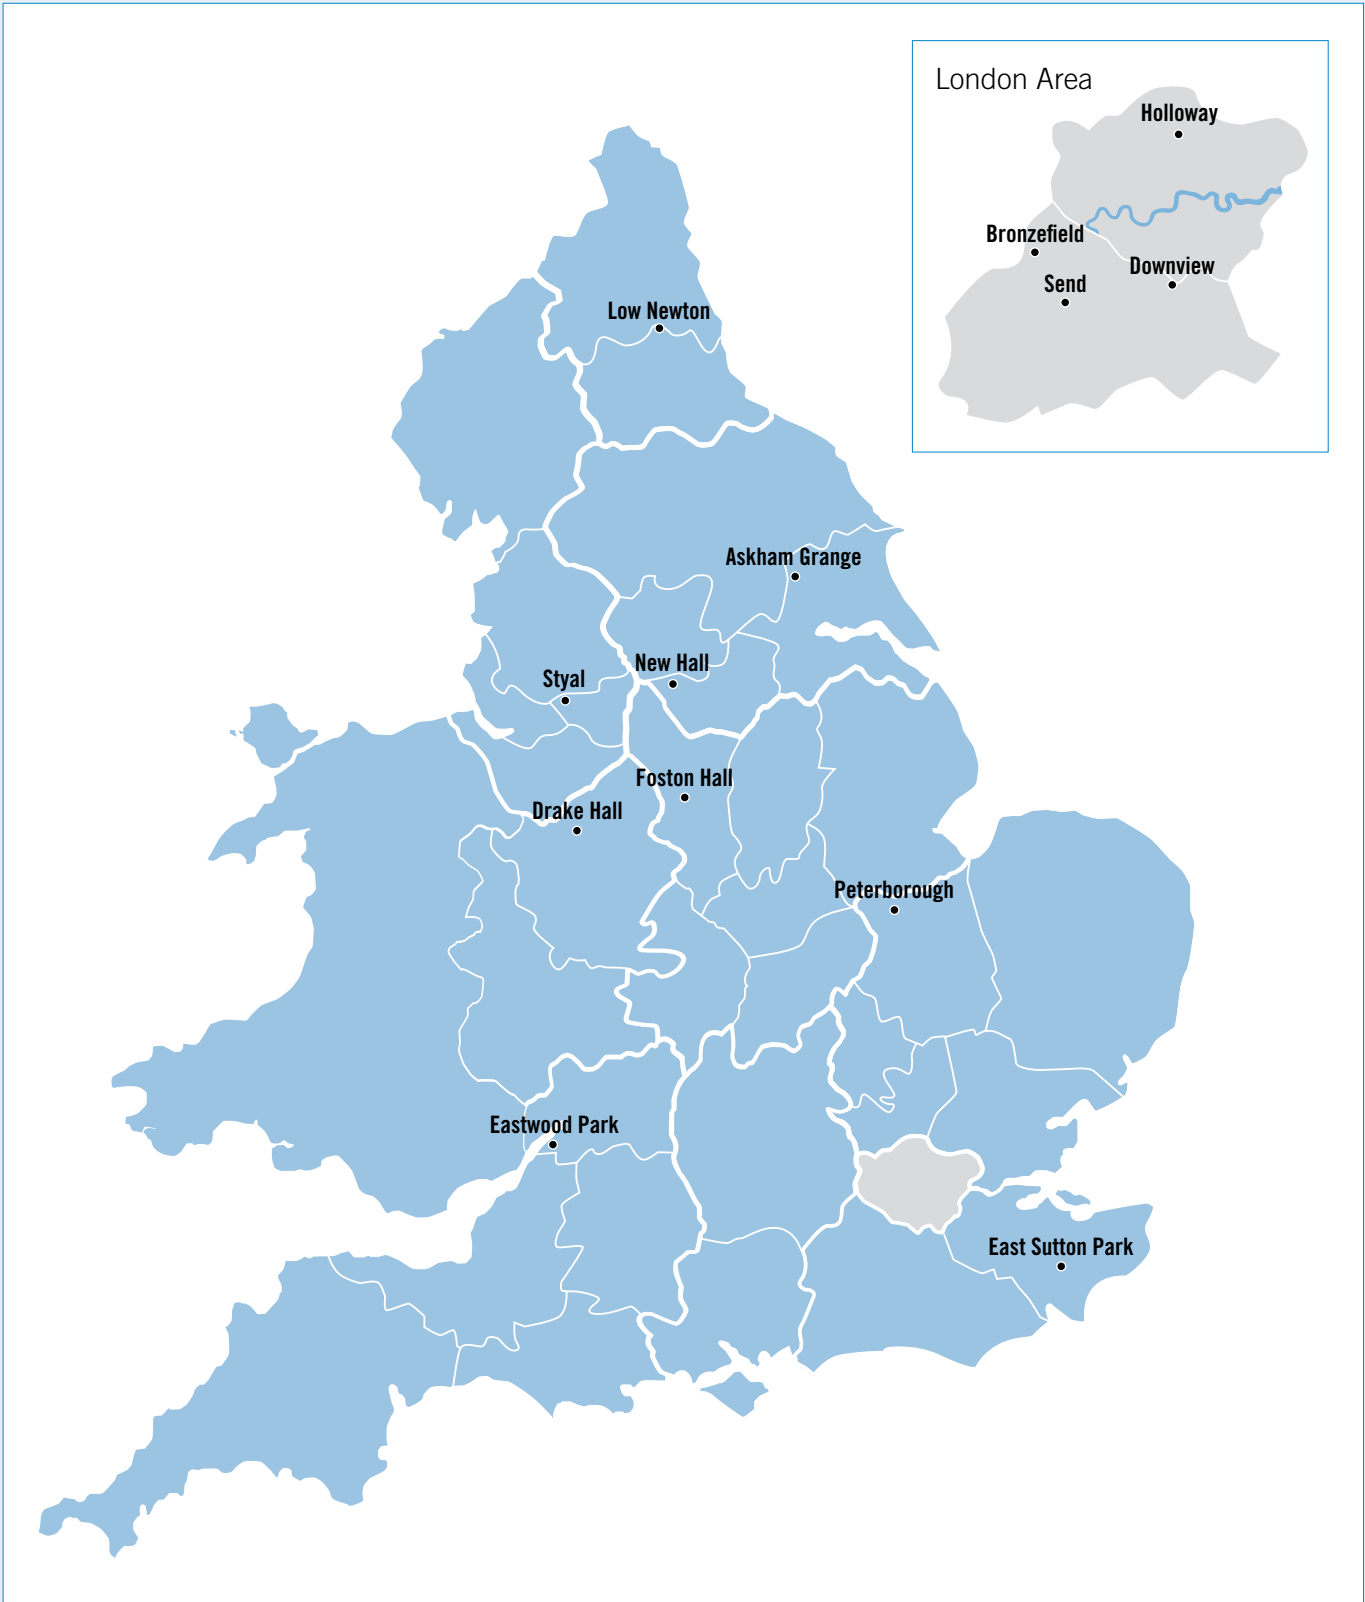 London Area
Holloway
Bronzefield
Downview
Send
Low Newton
Askham Grange
New Hall
Styal
Foston Hall
Drake Hall
Peterborough
Eastwood Park
East Sutton Park